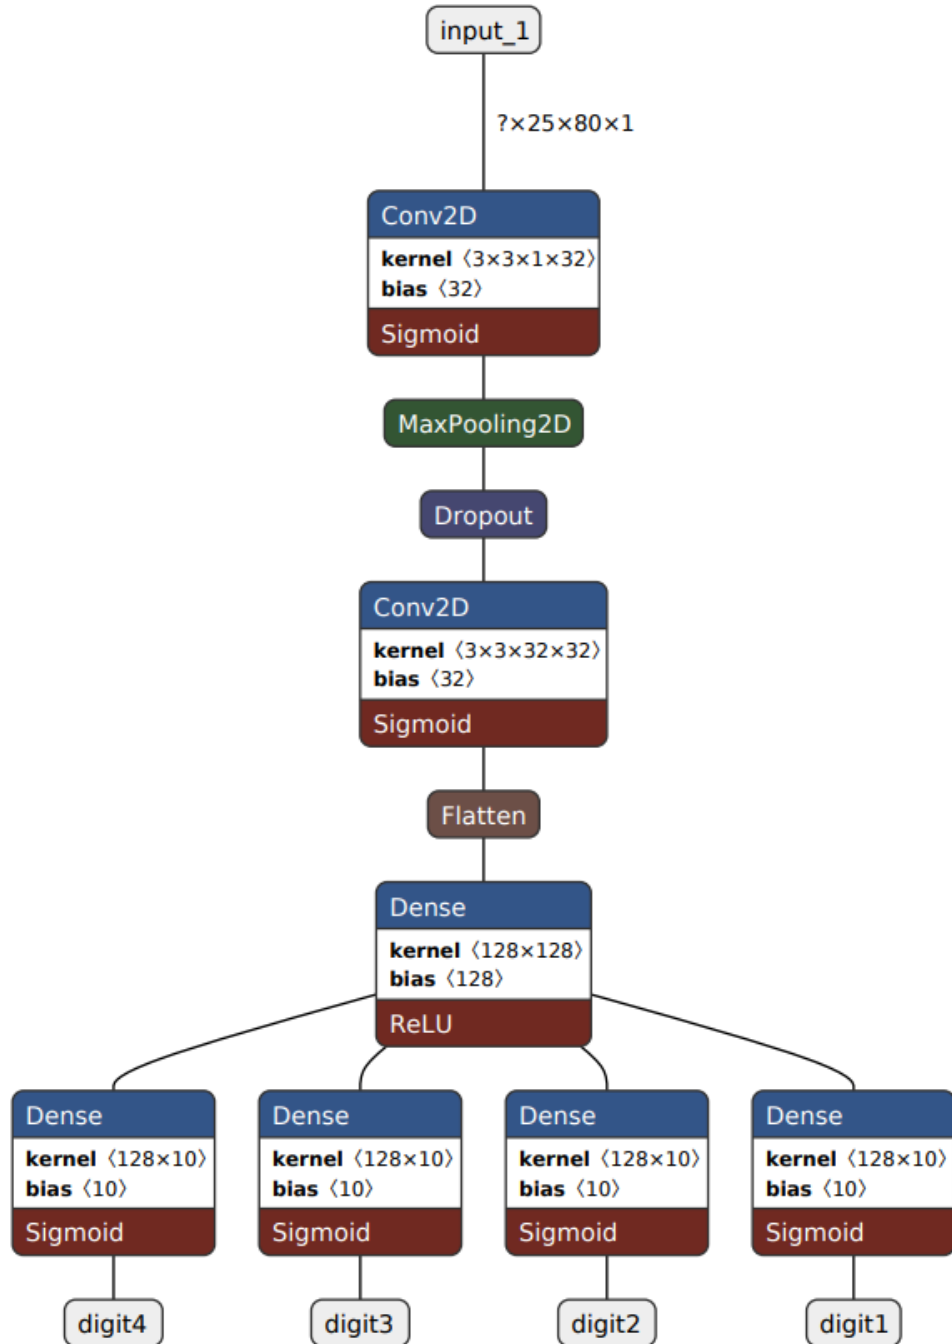 input_1
?×25×80×1
Conv2D
kernel 〈3×3×1×32〉
bias 〈32〉
Sigmoid
MaxPooling2D
Dropout
Conv2D
kernel 〈3×3×32×32〉
bias 〈32〉
Sigmoid
Flatten
Dense
kernel 〈128×128〉
bias 〈128〉
ReLU
Dense
kernel 〈128×10〉
bias 〈10〉
Sigmoid
digit4
Dense
kernel 〈128×10〉
bias 〈10〉
Sigmoid
digit3
Dense
kernel 〈128×10〉
bias 〈10〉
Sigmoid
digit2
Dense
kernel 〈128×10〉
bias 〈10〉
Sigmoid
digit1